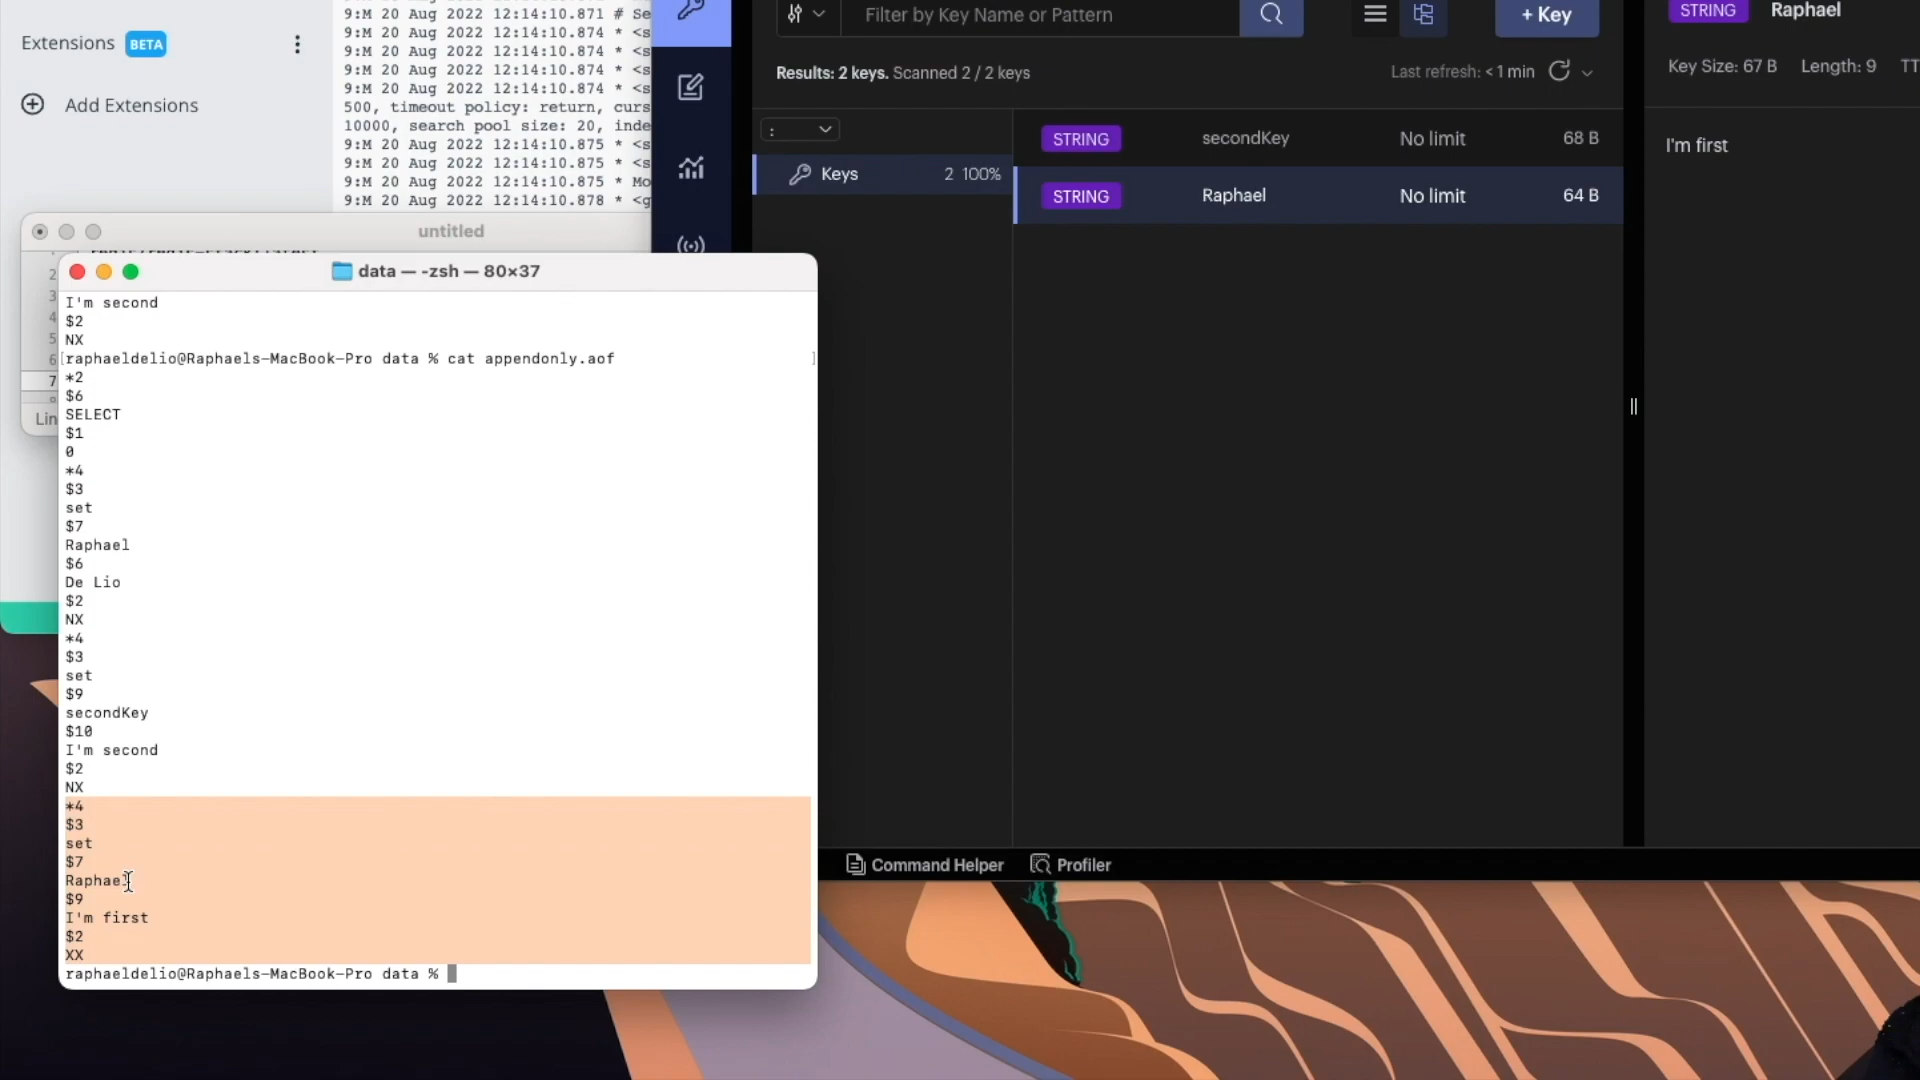 Extensions BETA
Add Extensions
9:M 20 Aug 2022 12:14:10.871 # Se
9:M 20 Aug 2022 12:14:10.874 * <s
9:M 20 Aug 2022 12:14:10.874 * <s
9:M 20 Aug 2022 12:14:10.874 * <s
9:M 20 Aug 2022 12:14:10.874 * <s
500, timeout policy: return, curs
10000, search pool size: 20, inde
9:M 20 Aug 2022 12:14:10.875 * <s
9:M 20 Aug 2022 12:14:10.875 * <s
9:M 20 Aug 2022 12:14:10.875 * Mo
9:M 20 Aug 2022 12:14:10.878 * <g
untitled
2
3
4
5
6
7
Lin
data — -zsh — 80×37
I'm second
$2
NX
[raphaeldelio@Raphaels-MacBook-Pro data % cat appendonly.aof ]
*2
$6
SELECT
$1
0
*4
$3
set
$7
Raphael
$6
De Lio
$2
NX
*4
$3
set
$9
secondKey
$10
I'm second
$2
NX
*4
$3
set
$7
Raphael
$9
I'm first
$2
XX
raphaeldelio@Raphaels-MacBook-Pro data %
Filter by Key Name or Pattern
+ Key
Results: 2 keys. Scanned 2 / 2 keys
Last refresh: < 1 min
:
Keys 2 100%
STRING secondKey No limit 68 B
STRING Raphael No limit 64 B
Command Helper
Profiler
STRING Raphael
Key Size: 67 B Length: 9 TT
I'm first